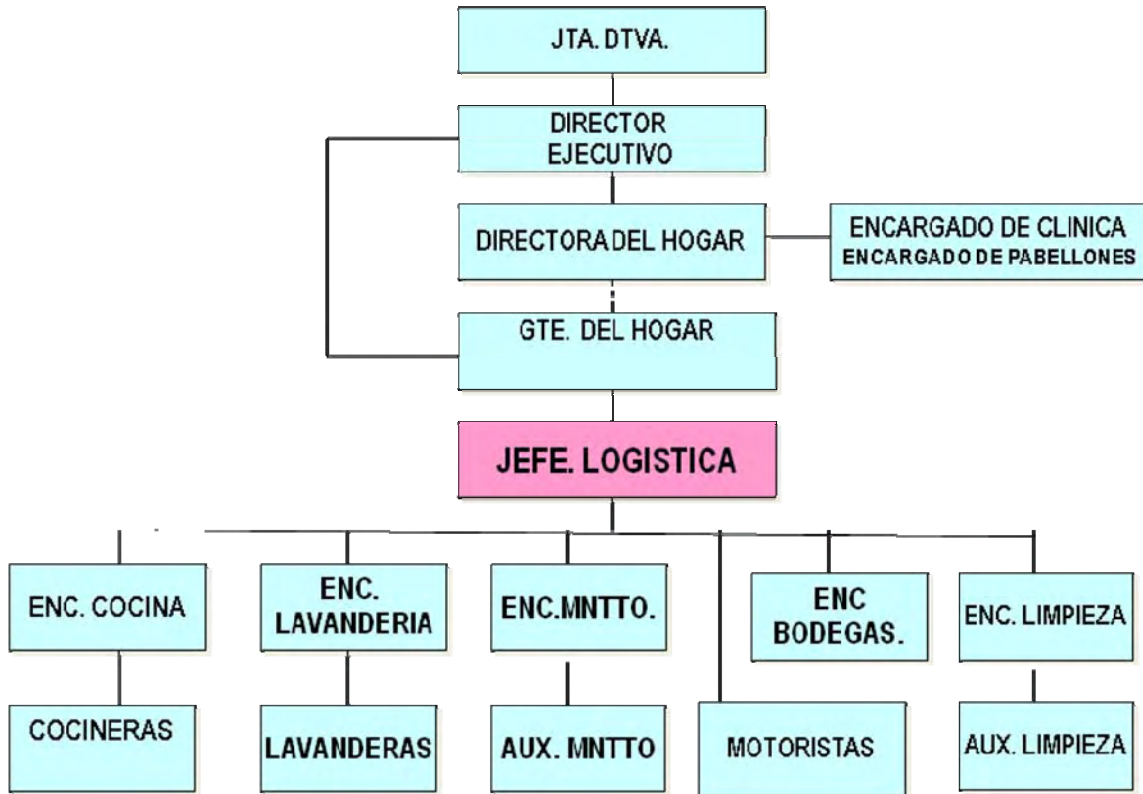 JTA. DTVA.
DIRECTOR
EJECUTIVO
DIRECTORA DEL HOGAR
ENCARGADO DE CLINICA
ENCARGADO DE PABELLONES
GTE. DEL HOGAR
JEFE. LOGISTICA
ENC. COCINA
ENC.
LAVANDERIA
ENC.MNTTO.
ENC
BODEGAS.
ENC. LIMPIEZA
COCINERAS
LAVANDERAS
AUX. MNTTO
MOTORISTAS
AUX. LIMPIEZA